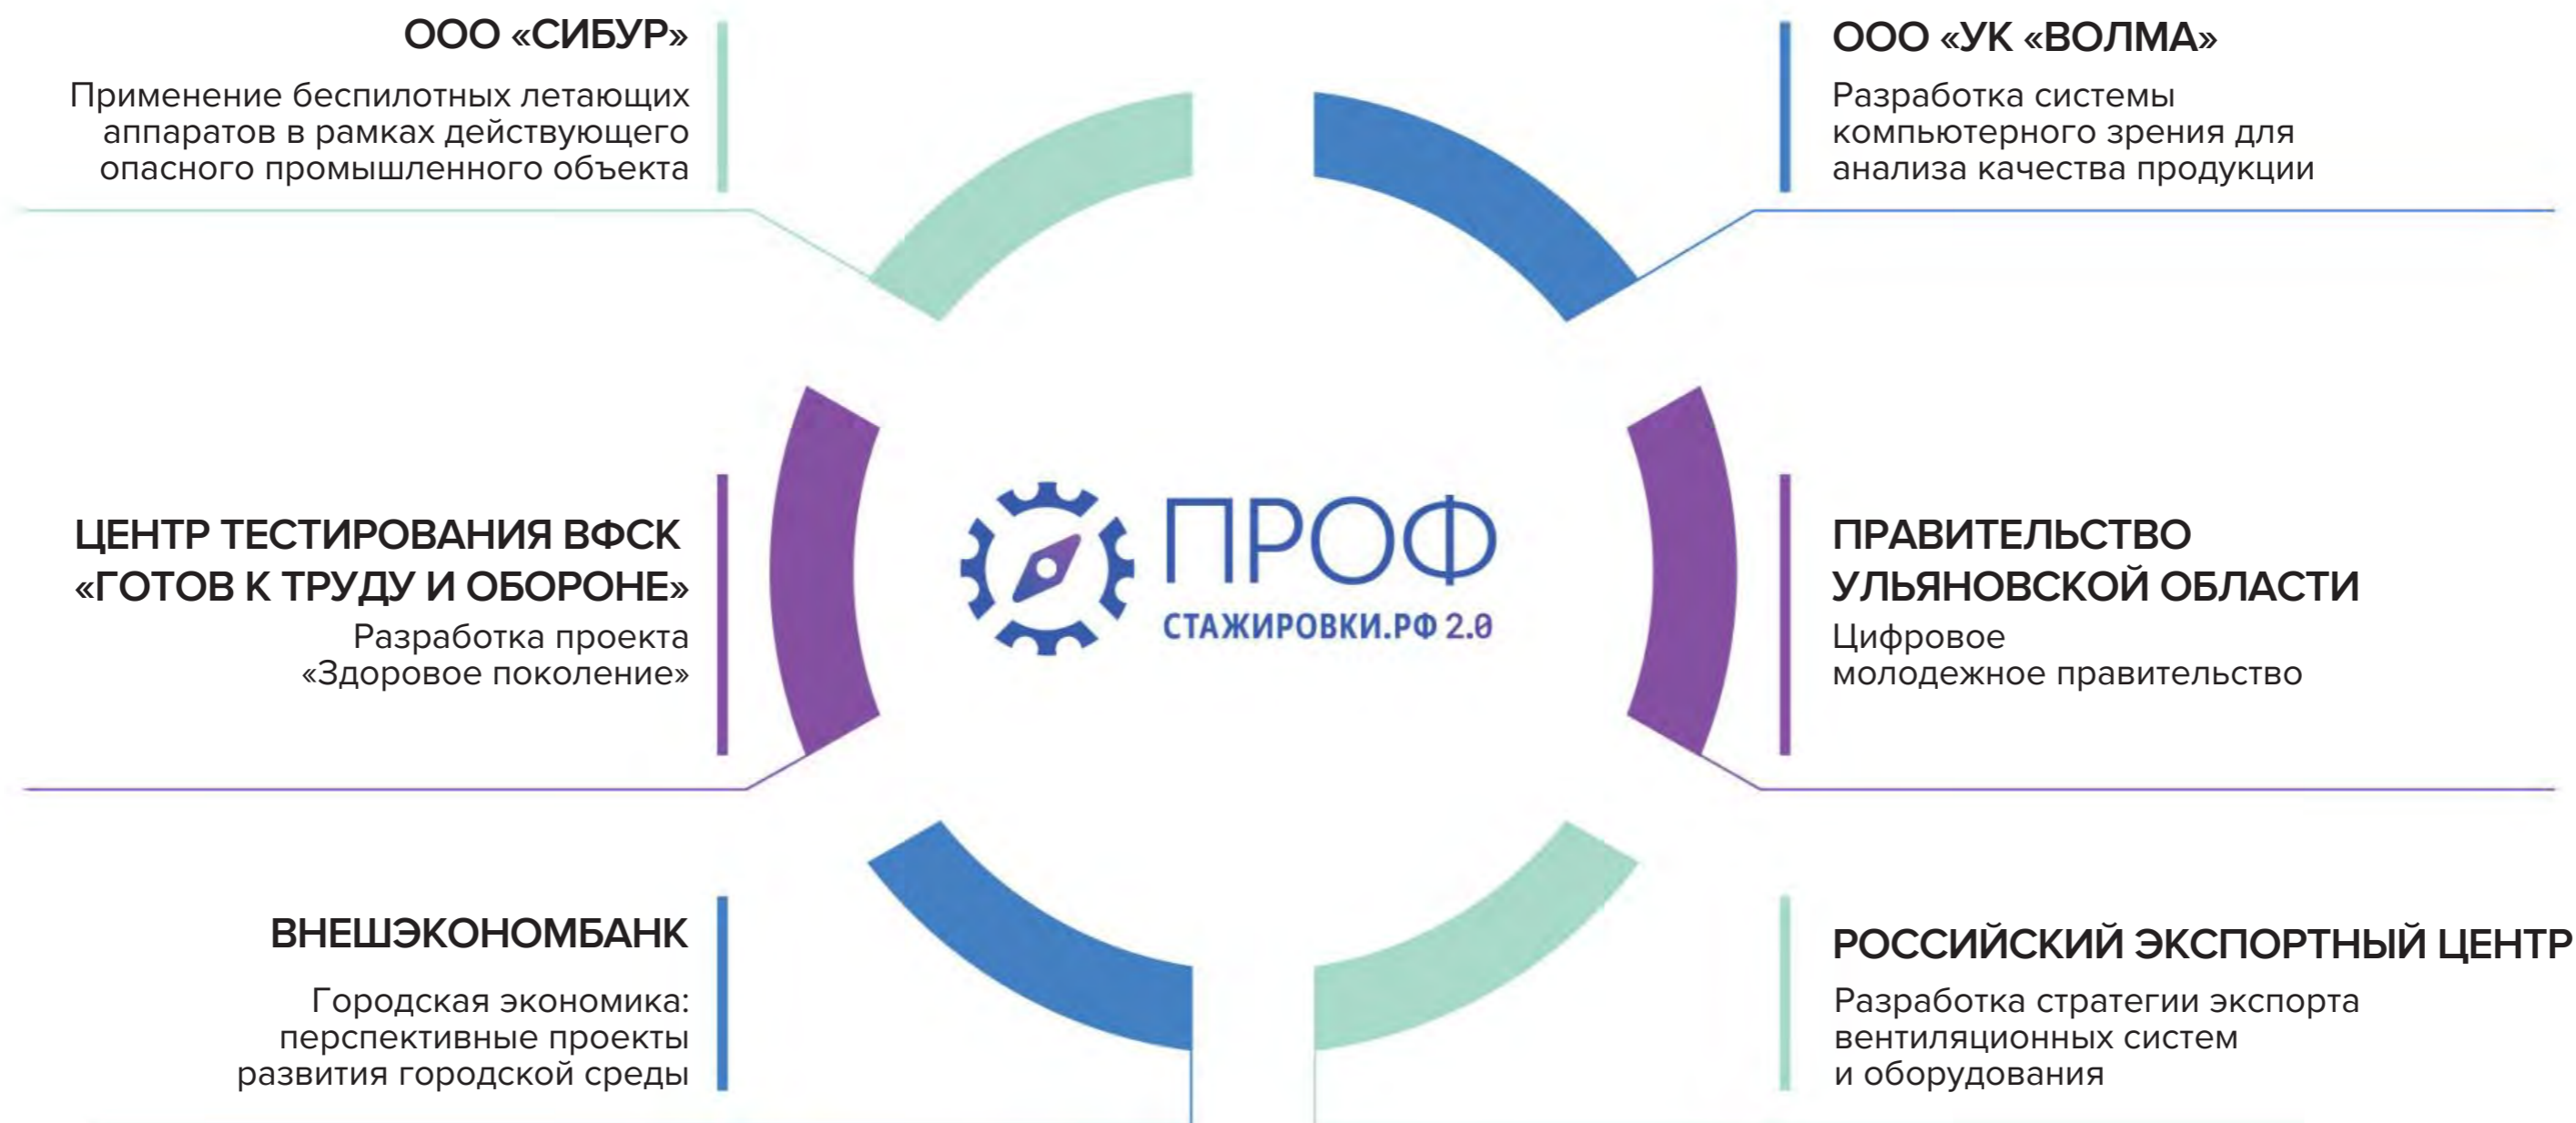 ООО «СИБУР»
Применение беспилотных летающих
аппаратов в рамках действующего
опасного промышленного объекта
ООО «УК «ВОЛМА»
Разработка системы
компьютерного зрения для
анализа качества продукции
ЦЕНТР ТЕСТИРОВАНИЯ ВФСК
«ГОТОВ К ТРУДУ И ОБОРОНЕ»
Разработка проекта
«Здоровое поколение»
ПРОФ
СТАЖИРОВКИ.РФ 2.0
ПРАВИТЕЛЬСТВО
УЛЬЯНОВСКОЙ ОБЛАСТИ
Цифровое
молодежное правительство
ВНЕШЭКОНОМБАНК
Городская экономика:
перспективные проекты
развития городской среды
РОССИЙСКИЙ ЭКСПОРТНЫЙ ЦЕНТР
Разработка стратегии экспорта
вентиляционных систем
и оборудования